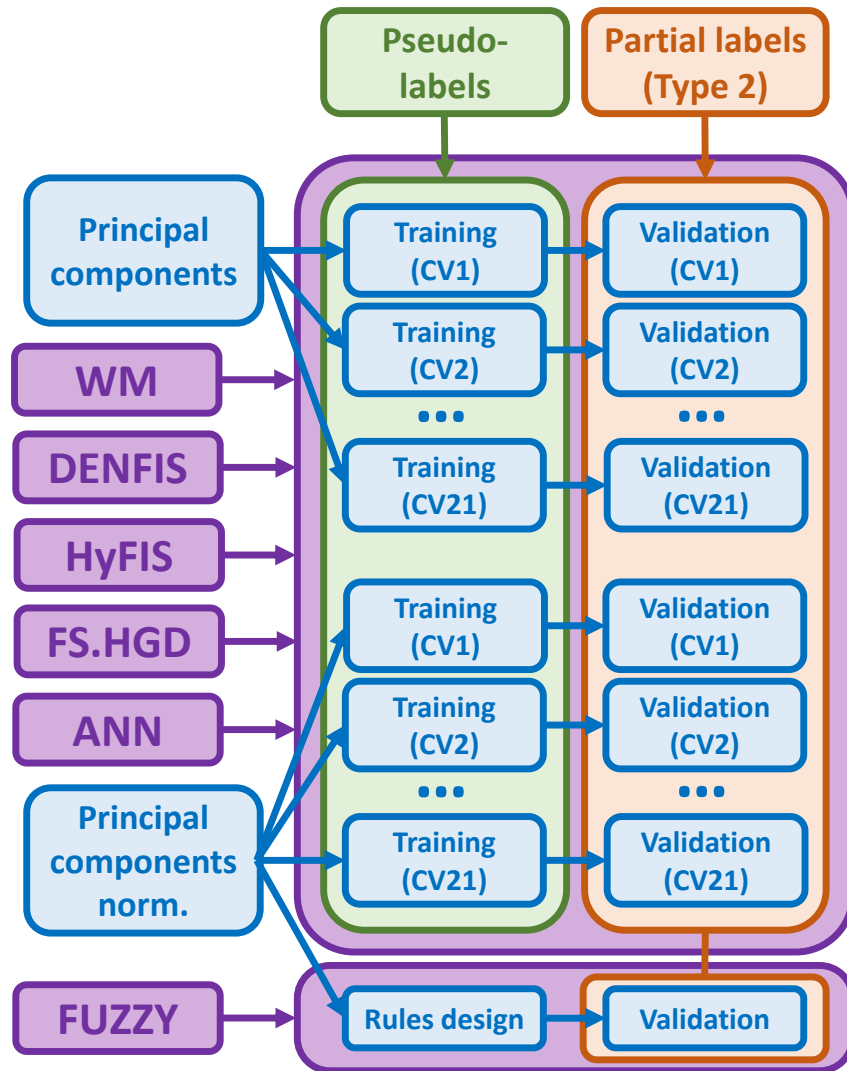 Pseudo-
labels
Partial labels
(Type 2)
Principal
components
Training
(CV1)
Validation
(CV1)
Training
(CV2)
Validation
(CV2)
...
...
Training
(CV21)
Validation
(CV21)
WM
DENFIS
HyFIS
FS.HGD
ANN
Training
(CV1)
Validation
(CV1)
Training
(CV2)
Validation
(CV2)
...
...
Training
(CV21)
Validation
(CV21)
Principal
components
norm.
FUZZY
Rules design
Validation